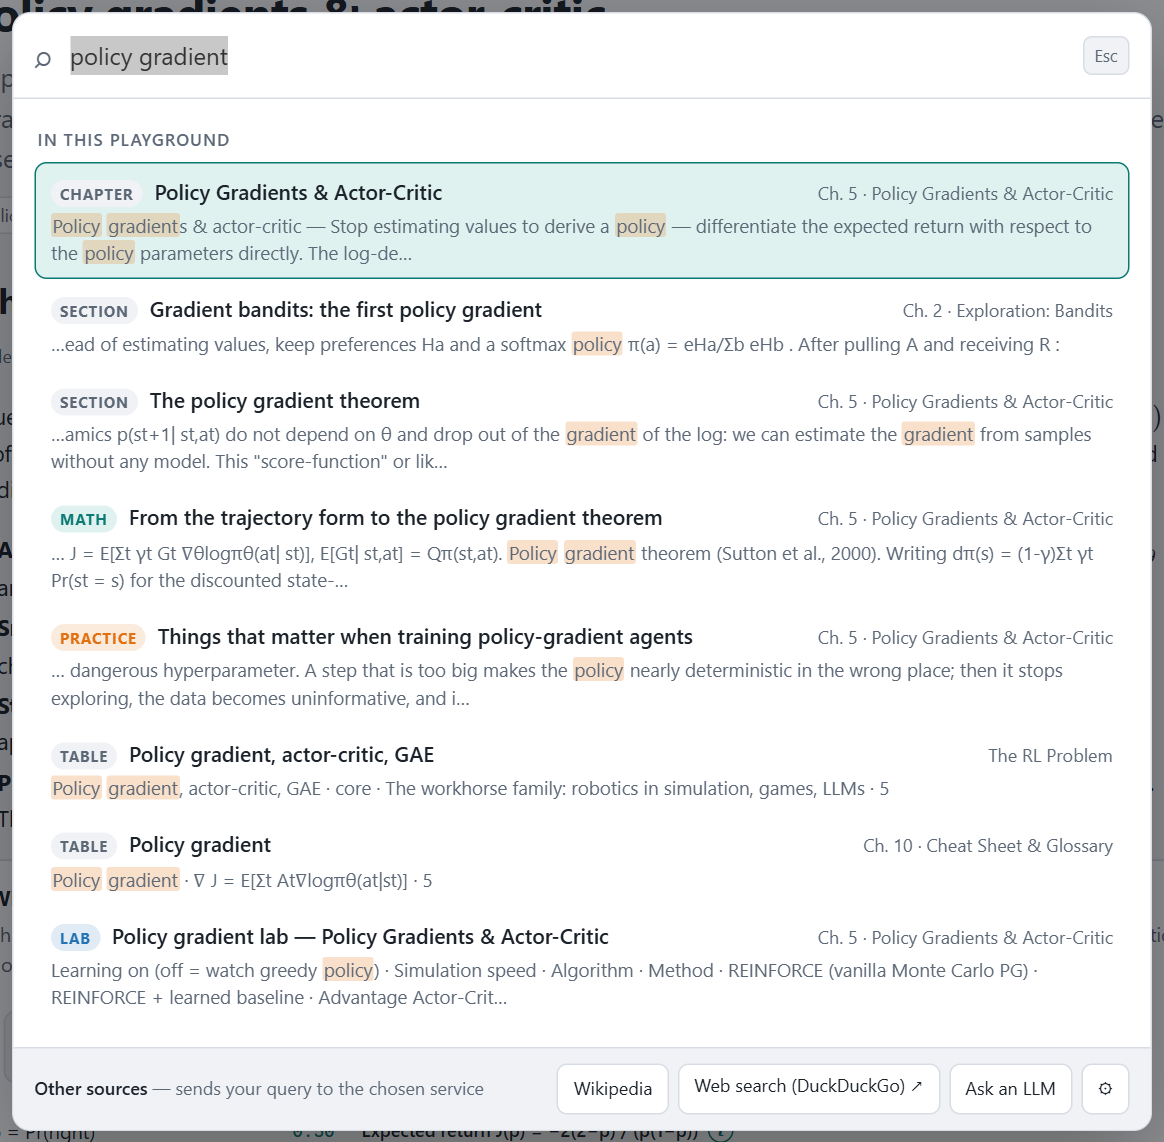 olicy gradients & actor-critic
policy gradient
Esc
IN THIS PLAYGROUND
CHAPTER Policy Gradients & Actor-Critic Ch. 5 · Policy Gradients & Actor-Critic
Policy gradients & actor-critic — Stop estimating values to derive a policy — differentiate the expected return with respect to
the policy parameters directly. The log-de...
SECTION Gradient bandits: the first policy gradient Ch. 2 · Exploration: Bandits
...ead of estimating values, keep preferences Ha and a softmax policy π(a) = eHa/Σb eHb . After pulling A and receiving R :
SECTION The policy gradient theorem Ch. 5 · Policy Gradients & Actor-Critic
...amics p(st+1| st,at) do not depend on θ and drop out of the gradient of the log: we can estimate the gradient from samples
without any model. This "score-function" or lik...
MATH From the trajectory form to the policy gradient theorem Ch. 5 · Policy Gradients & Actor-Critic
... J = E[Σt γt Gt ∇θlogπθ(at| st)], E[Gt| st,at] = Qπ(st,at). Policy gradient theorem (Sutton et al., 2000). Writing dπ(s) = (1-γ)Σt γt
Pr(st = s) for the discounted state-...
PRACTICE Things that matter when training policy-gradient agents Ch. 5 · Policy Gradients & Actor-Critic
... dangerous hyperparameter. A step that is too big makes the policy nearly deterministic in the wrong place; then it stops
exploring, the data becomes uninformative, and i...
TABLE Policy gradient, actor-critic, GAE The RL Problem
Policy gradient, actor-critic, GAE · core · The workhorse family: robotics in simulation, games, LLMs · 5
TABLE Policy gradient Ch. 10 · Cheat Sheet & Glossary
Policy gradient · ∇ J = E[Σt At∇logπθ(at|st)] · 5
LAB Policy gradient lab — Policy Gradients & Actor-Critic Ch. 5 · Policy Gradients & Actor-Critic
Learning on (off = watch greedy policy) · Simulation speed · Algorithm · Method · REINFORCE (vanilla Monte Carlo PG) ·
REINFORCE + learned baseline · Advantage Actor-Crit...
Other sources — sends your query to the chosen service
Wikipedia
Web search (DuckDuckGo) ↗
Ask an LLM
= Pr(right) 0.50 Expected return J(p) = −2(2−p) / (p(1−p))